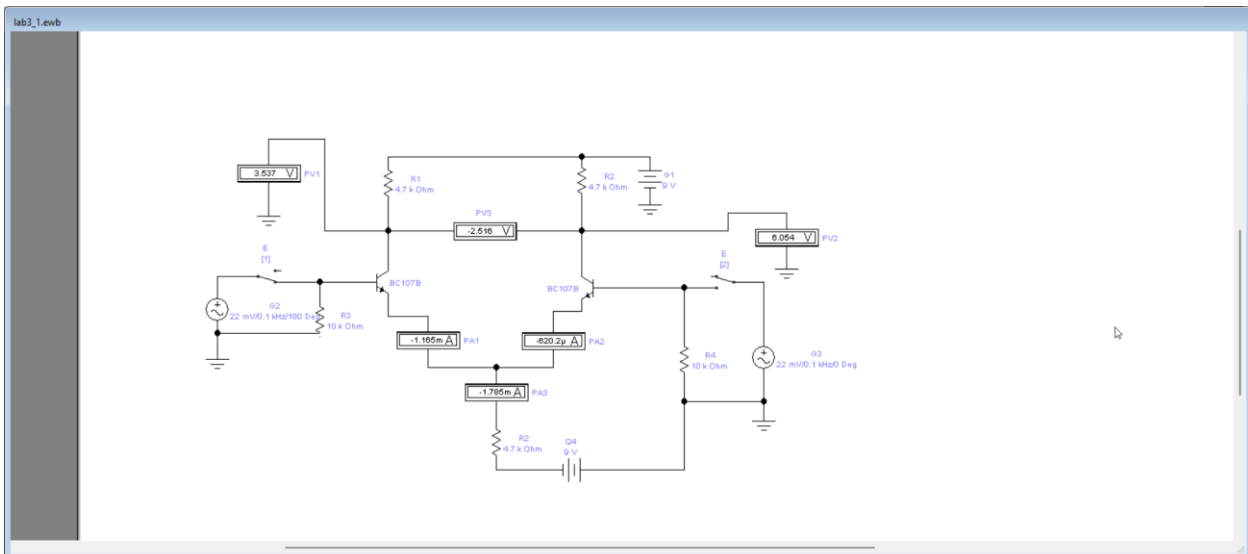 lab3_1.ewb
3.537 V PV1
R1
4.7 k Ohm
R2
4.7 k Ohm
G1
9 V
PV3
-2.516 V
6.054 V PV2
E
[1]
E
[2]
BC107B
BC107B
G2
22 mV/0.1 kHz/180 Deg
R3
10 k Ohm
-1.165m A PA1
-620.2µ A PA2
R4
10 k Ohm
G3
22 mV/0.1 kHz/0 Deg
-1.785m A PA3
R2
4.7 k Ohm
Q4
9 V